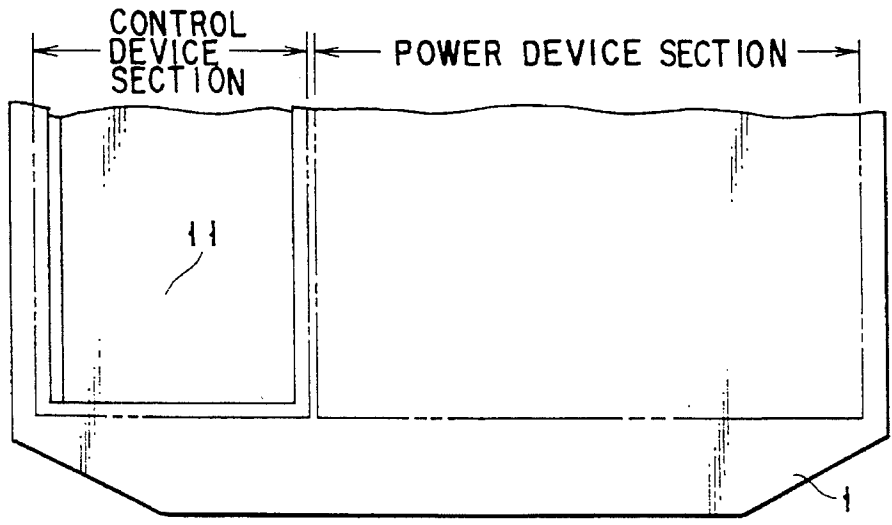 CONTROL
DEVICE
SECTION
POWER DEVICE SECTION
11
1